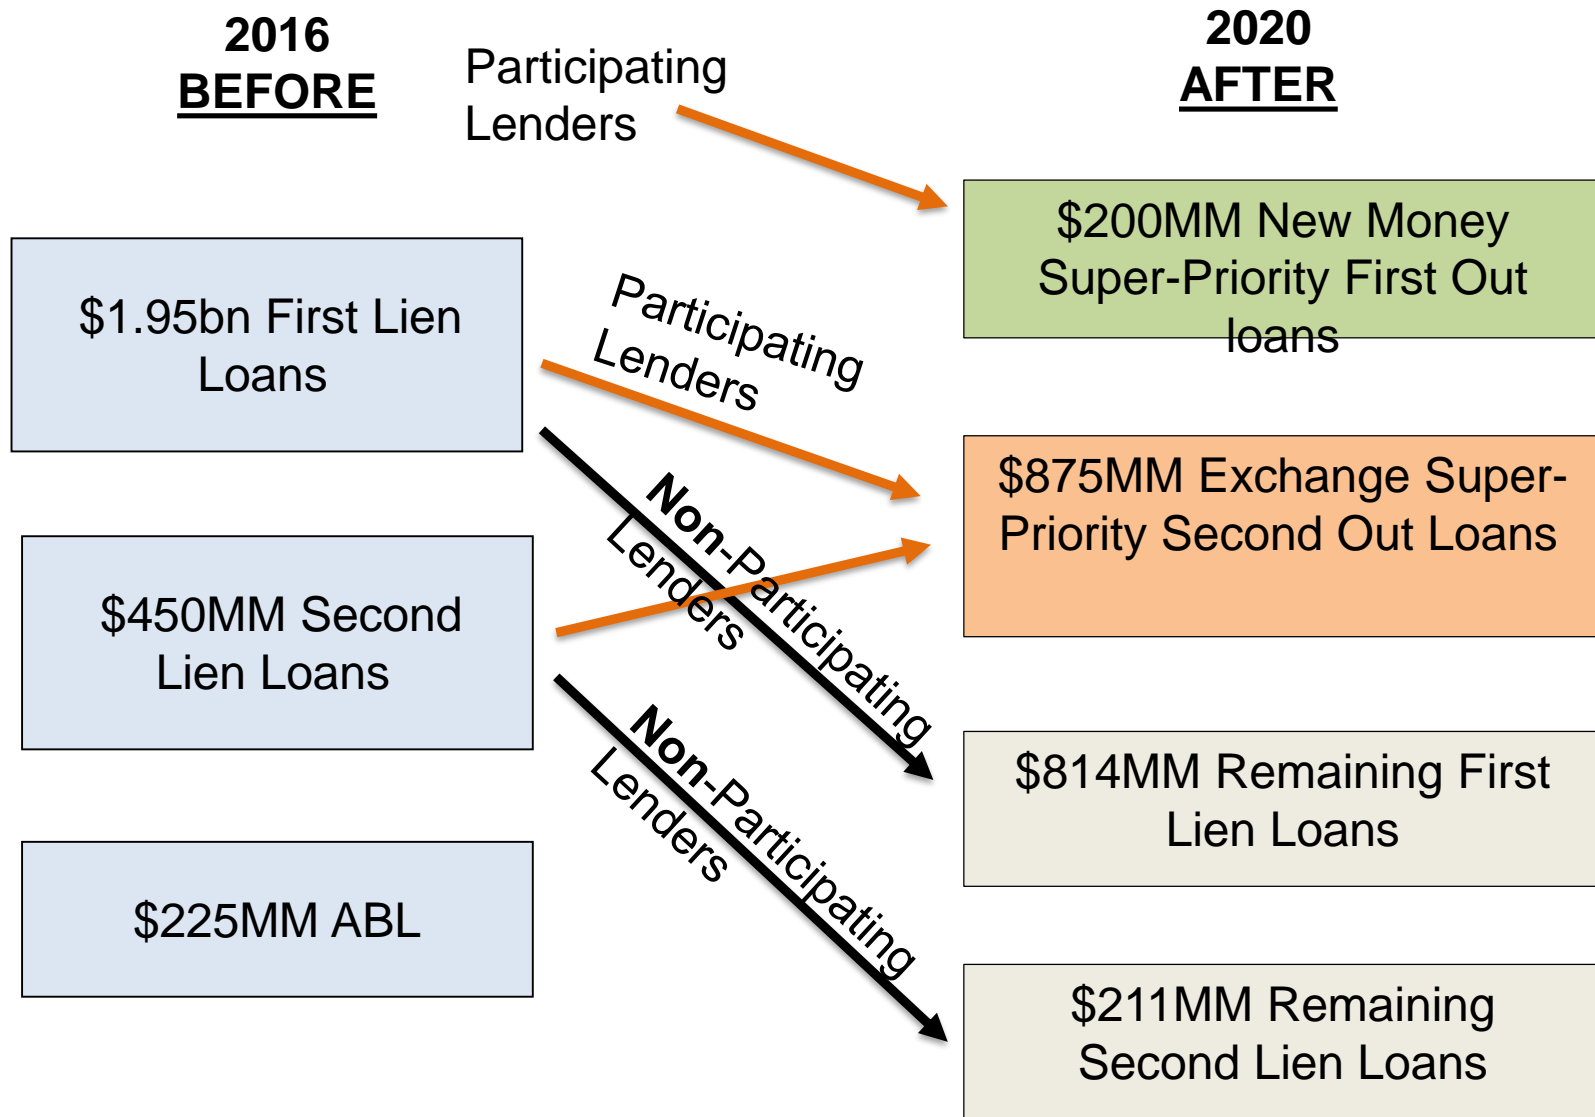 2016
BEFORE
Participating
Lenders
2020
AFTER
$1.95bn First Lien
Loans
$450MM Second
Lien Loans
$225MM ABL
Participating
Lenders
Non-Participating
Lenders
Non-Participating
Lenders
$200MM New Money
Super-Priority First Out
loans
$875MM Exchange Super-
Priority Second Out Loans
$814MM Remaining First
Lien Loans
$211MM Remaining
Second Lien Loans